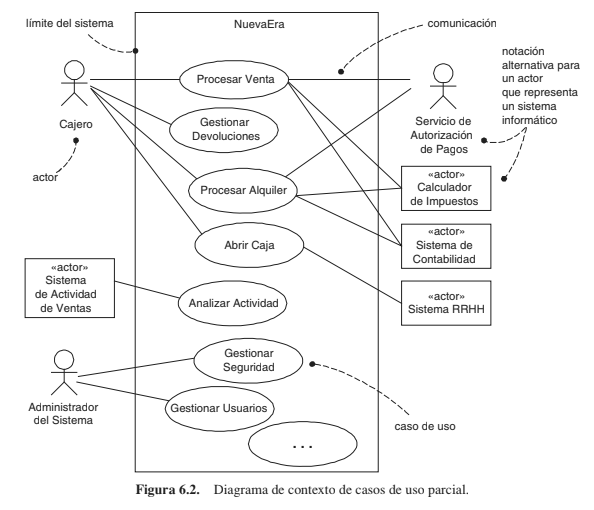 límite del sistema
NuevaEra
comunicación
notación
alternativa para
un actor
que representa
un sistema
informático
Procesar Venta
Cajero
Servicio de
Autorización
de Pagos
Gestionar
Devoluciones
actor
Procesar Alquiler
«actor»
Calculador
de Impuestos
Abrir Caja
«actor»
Sistema de
Contabilidad
«actor»
Sistema
de Actividad
de Ventas
Analizar Actividad
«actor»
Sistema RRHH
Gestionar
Seguridad
Administrador
del Sistema
Gestionar Usuarios
caso de uso
...
Figura 6.2. Diagrama de contexto de casos de uso parcial.